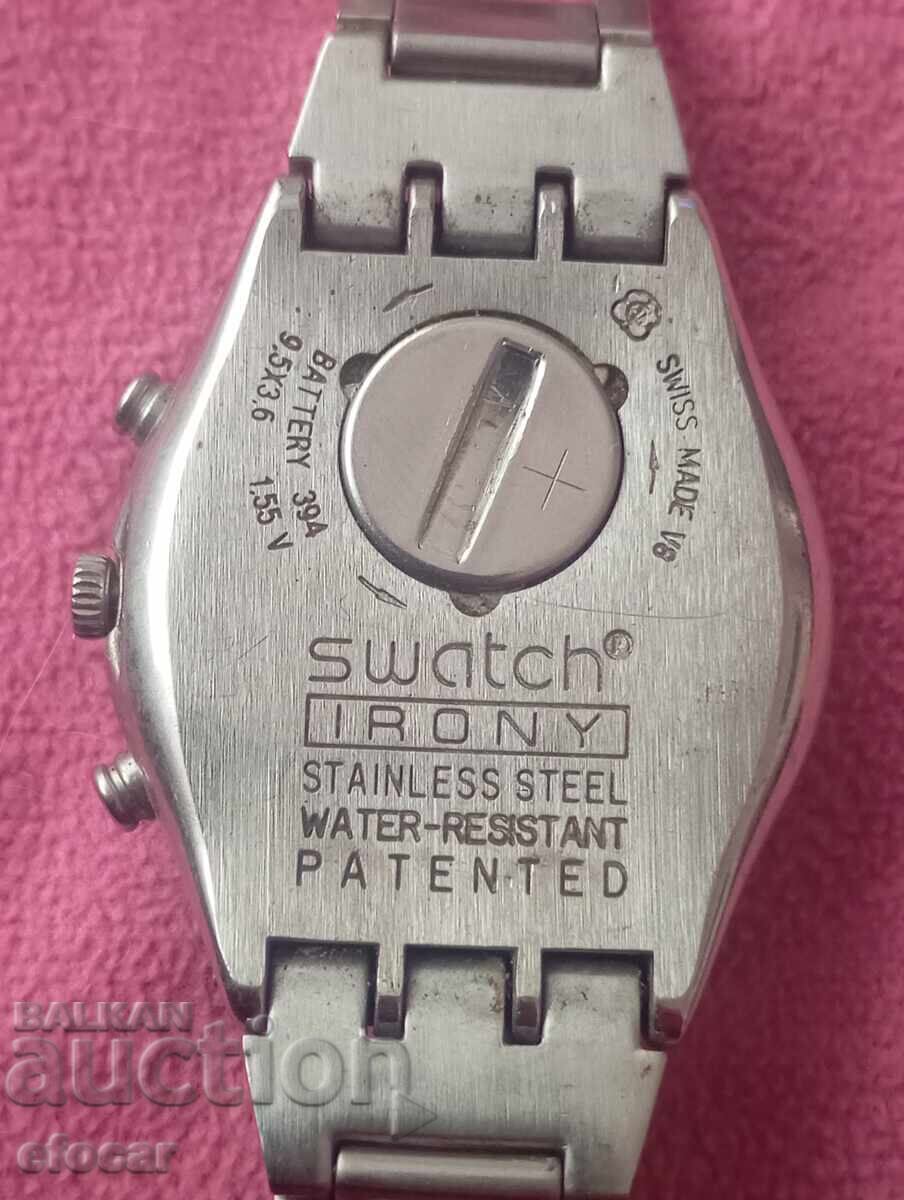 BATTERY 394
9.5X3.6 1.55 V
SWISS MADE V8
+
swatch®
IRONY
STAINLESS STEEL
WATER-RESISTANT
PATENTED
BALKAN
auction
efocar